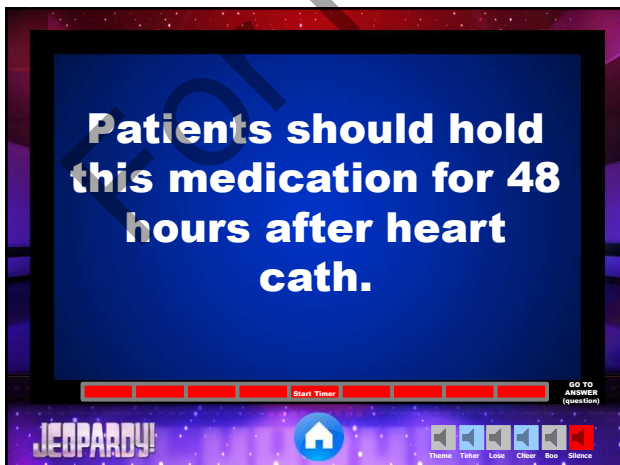 For
Patients should hold
this medication for 48
hours after heart
cath.
Start Timer
GO TO
ANSWER
(question)
JEOPARDY!
Theme Timer Lose Cheer Boo Silence